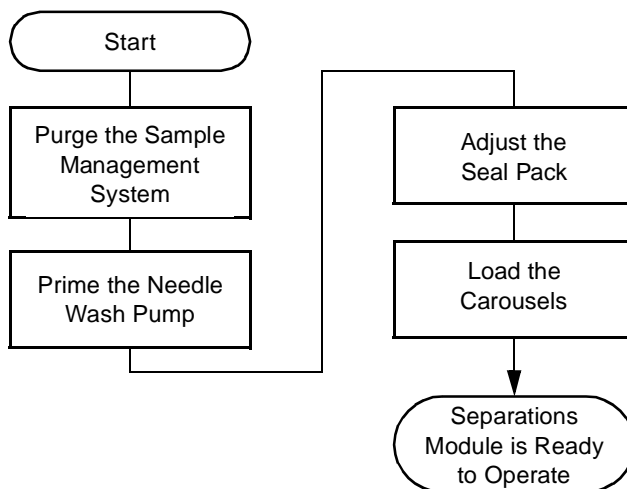 Start
Purge the Sample
Management
System
Prime the Needle
Wash Pump
Adjust the
Seal Pack
Load the
Carousels
Separations
Module is Ready
to Operate